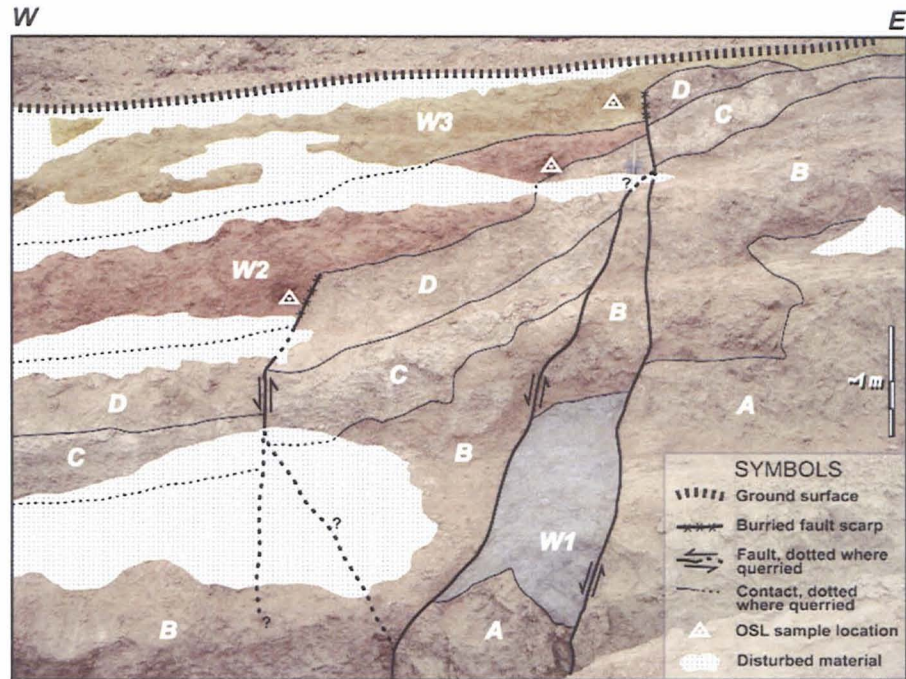 W E
D
C
W3
B
?
W2
D
B
C
A
D
~1 m
C
B
W1
?
A
B
?
SYMBOLS
Ground surface
Burried fault scarp
Fault, dotted where
querried
Contact, dotted
where querried
OSL sample location
Disturbed material